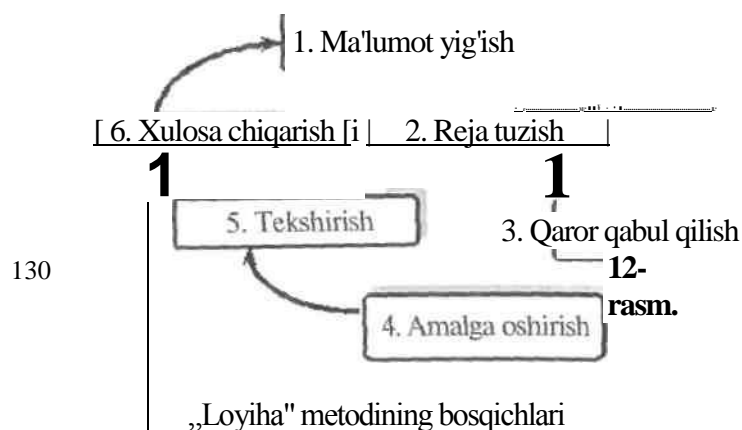 1. Ma'lumot yig'ish
[ 6. Xulosa chiqarish [i | 2. Reja tuzish |
1 1
5. Tekshirish
3. Qaror qabul qilish
130
12-
rasm.
4. Amalga oshirish
„Loyiha" metodining bosqichlari